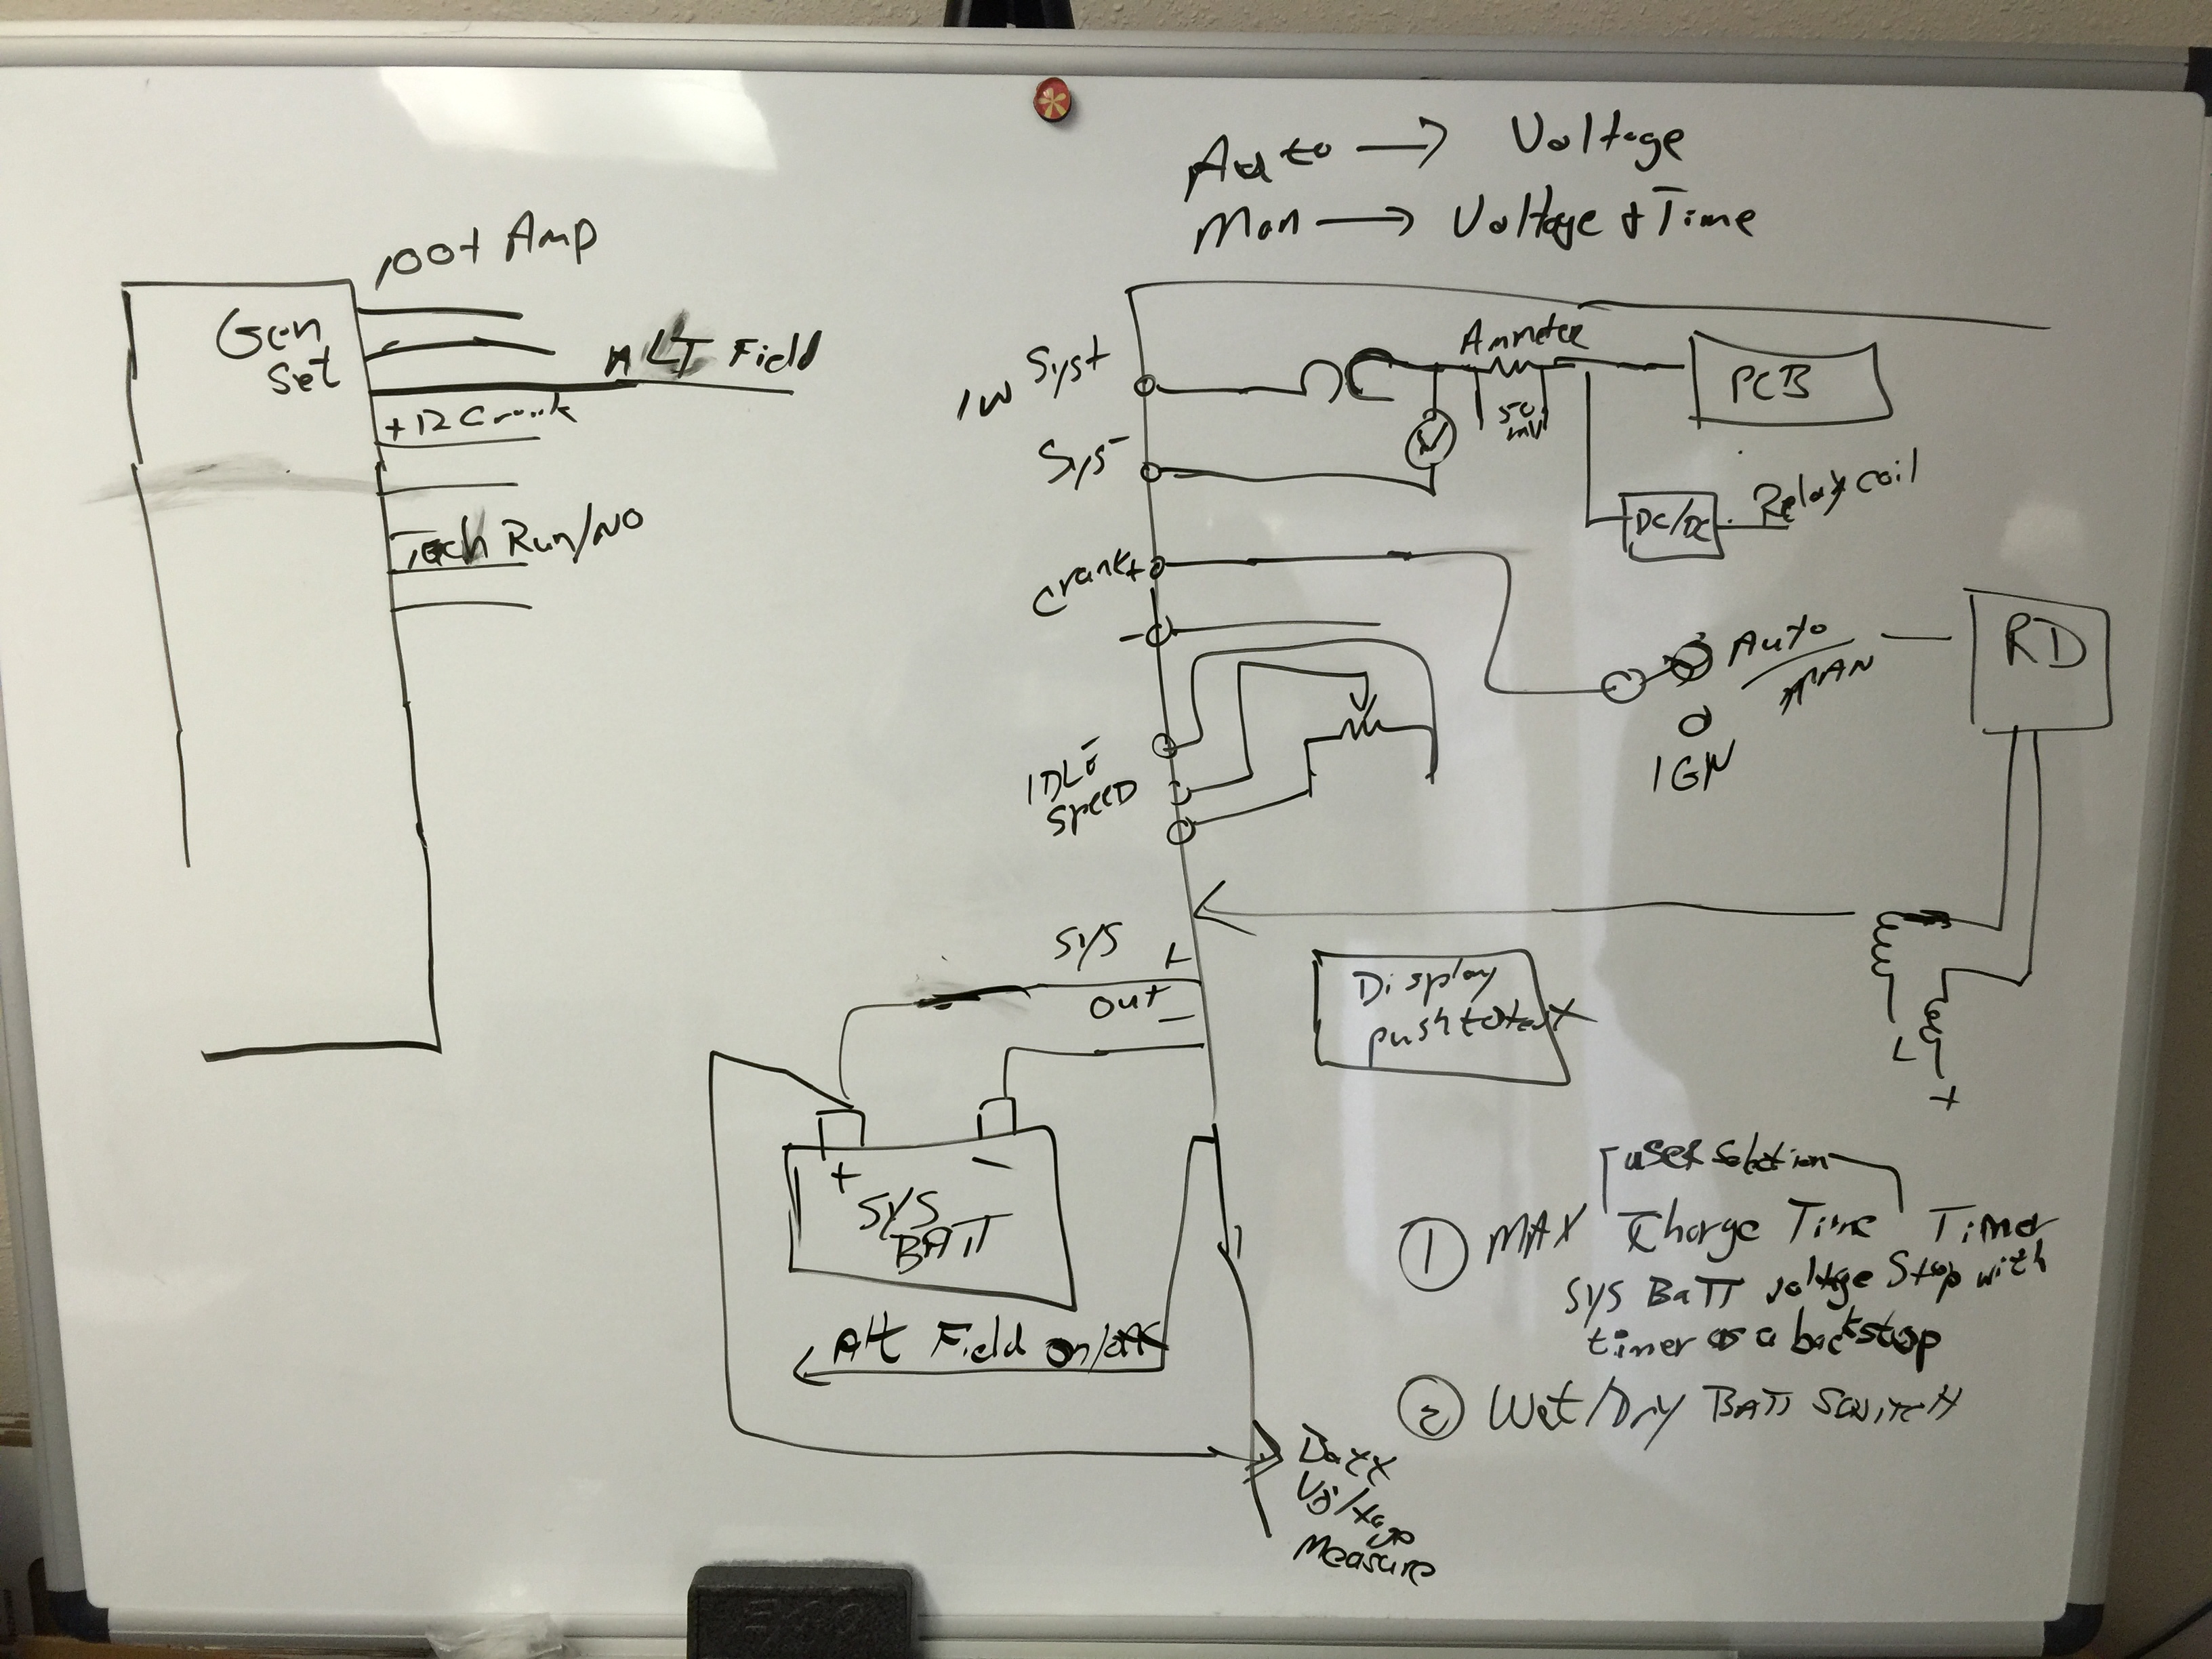 Auto → Voltage
Man → Voltage & Time
100+ Amp
Gen
Set
ALT Field
+12 Crank
Tach Run/NO
Syst
IN
Sys-
Ammeter
50
mV
V
PCB
DC/DC
Relay coil
Crank+
-
Auto
MAN
IGN
RD
IDLE
SPEED
SYS +
Out -
Display
push to test
L
+
+ -
SYS
BATT
Alt Field on/off
user Selection
① MAX Charge Time Timer
SYS BaTT voltage Stop with
timer as a backstop
② Wet/Dry BATT SWITCH
Batt
Voltage
Measure